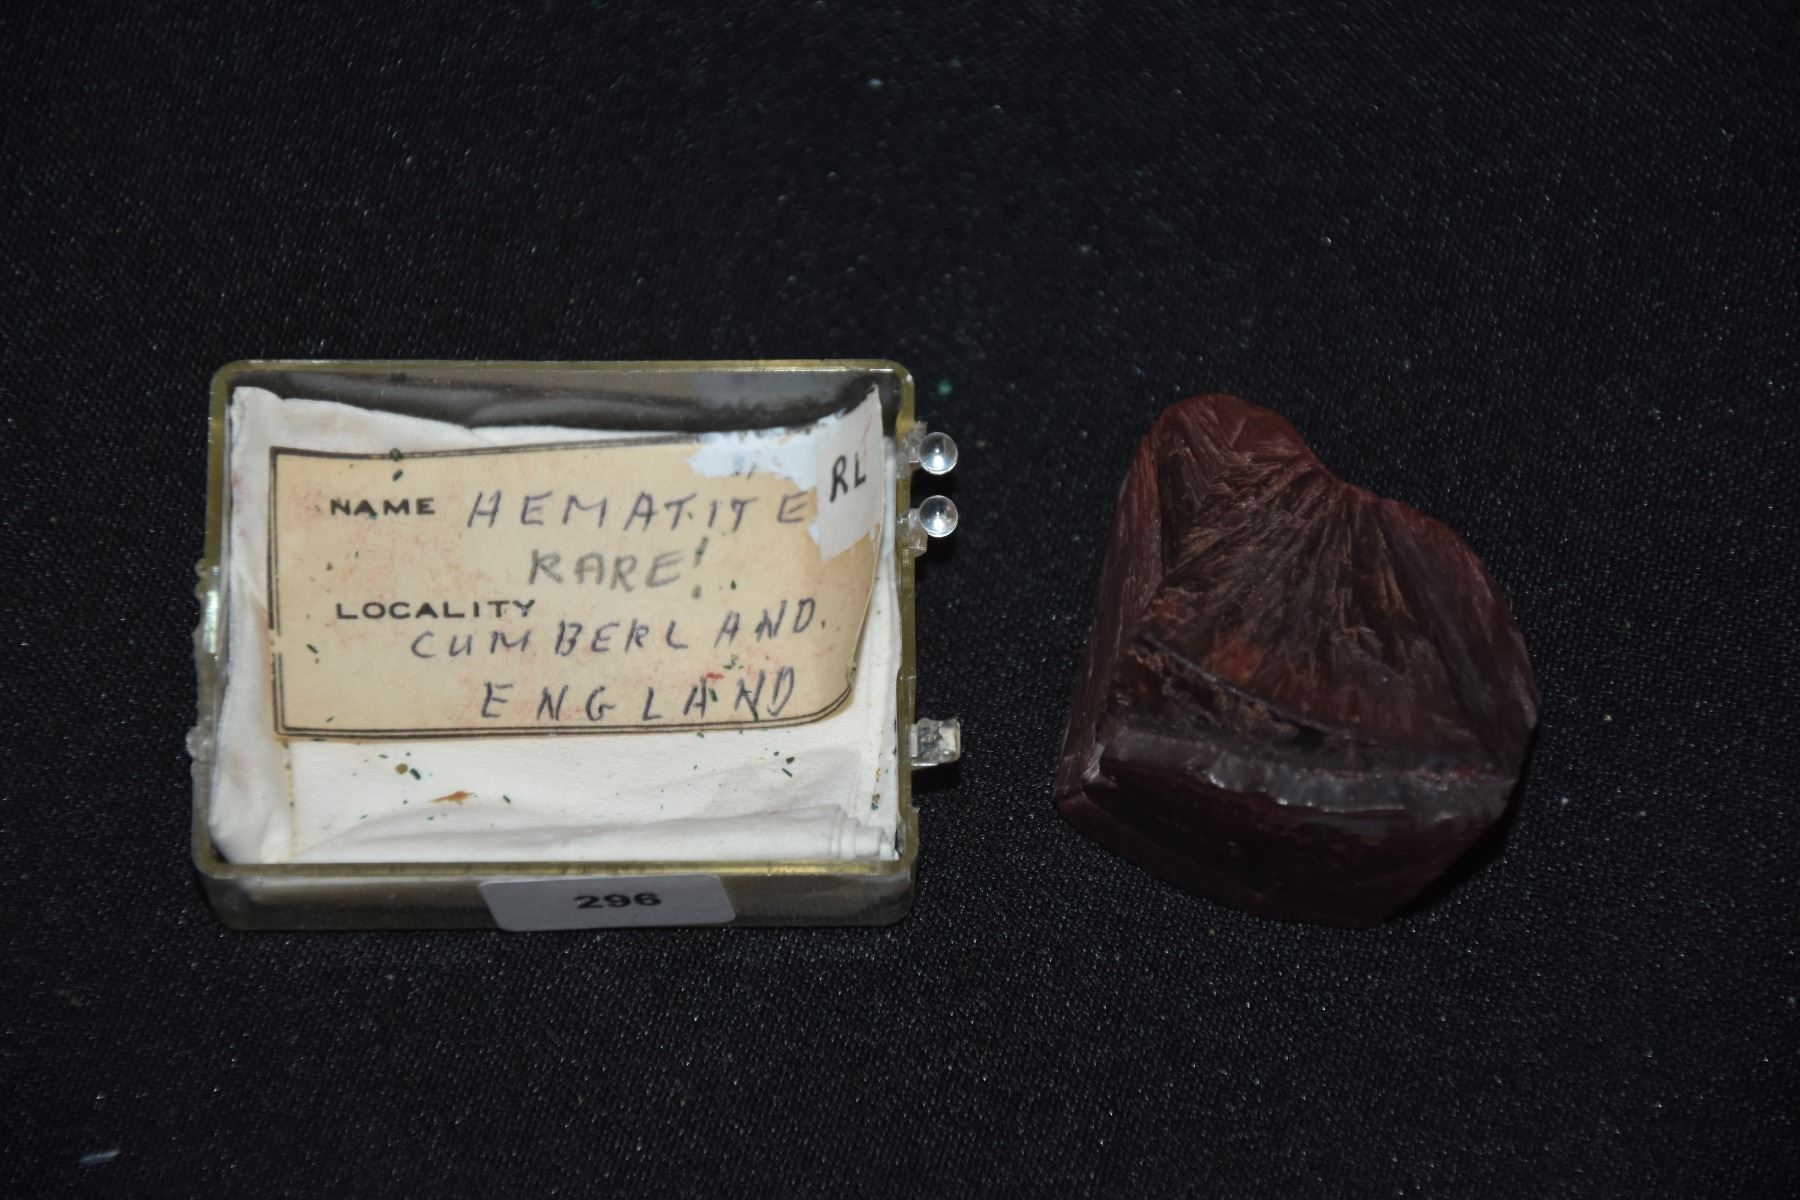 RL
NAME HEMATITE
RARE!
LOCALITY
CUMBERLAND.
ENGLAND
296